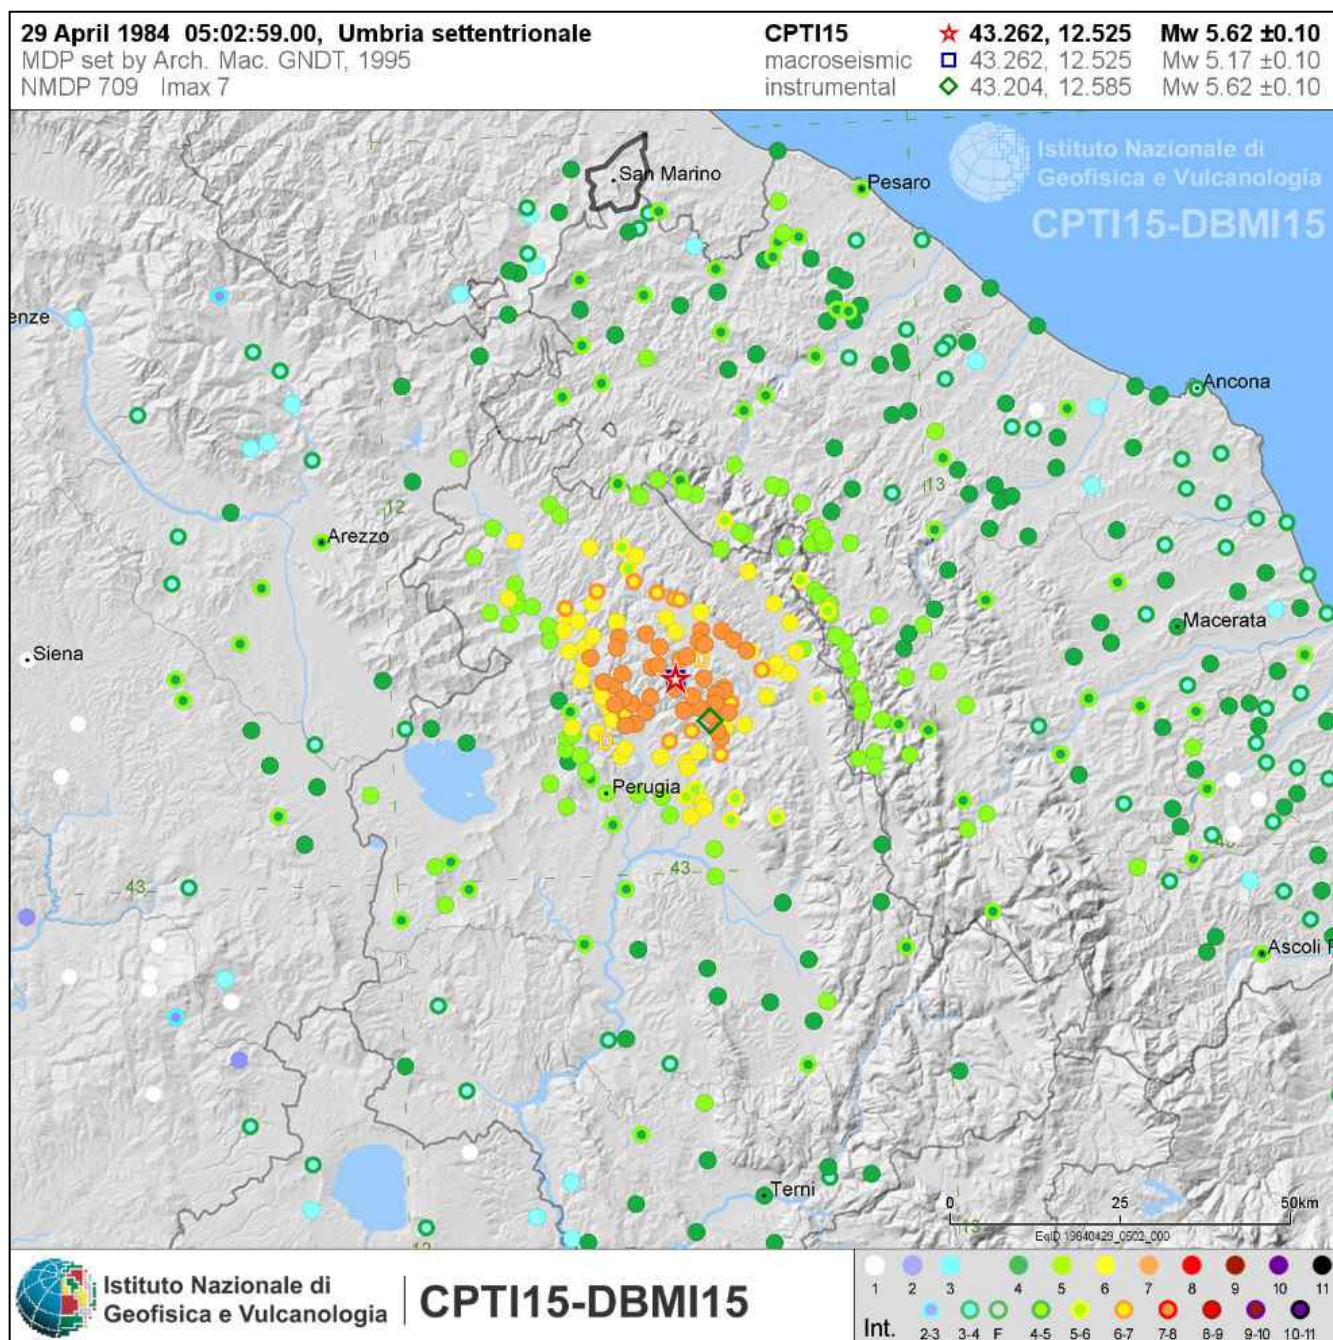 29 April 1984 05:02:59.00, Umbria settentrionale
MDP set by Arch. Mac. GNDT, 1995
NMDP 709 Imax 7
CPTI15 43.262, 12.525 Mw 5.62 ±0.10
macroseismic 43.262, 12.525 Mw 5.17 ±0.10
instrumental 43.204, 12.585 Mw 5.62 ±0.10
Istituto Nazionale di
Geofisica e Vulcanologia
CPTI15-DBMI15
San Marino
Pesaro
enze
Ancona
13
12
Arezzo
Macerata
Siena
D
Perugia
43
43
Ascoli P
Terni
0 25 50km
13
EqID 19840429_0502_000
Istituto Nazionale di
Geofisica e Vulcanologia
CPTI15-DBMI15
1 2 3 4 5 6 7 8 9 10 11
Int. 2-3 3-4 F 4-5 5-6 6-7 7-8 8-9 9-10 10-11